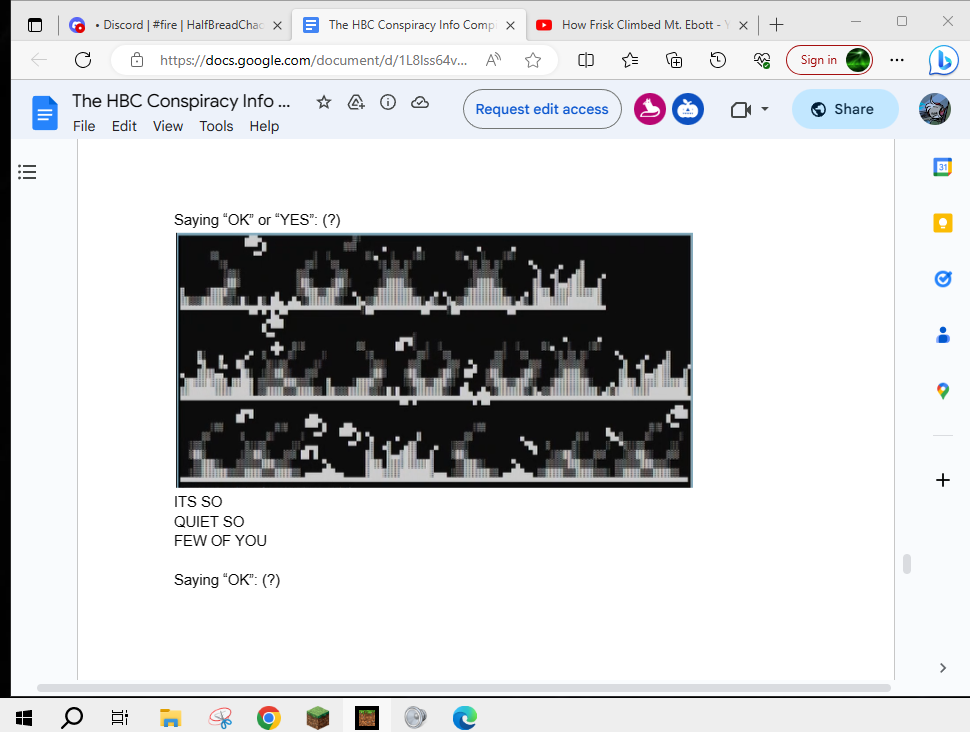 • Discord | #fire | HalfBreadChac
The HBC Conspiracy Info Compi
How Frisk Climbed Mt. Ebott - Y
https://docs.google.com/document/d/1L8lss64v...
A
Sign in
The HBC Conspiracy Info ...
File Edit View Tools Help
Request edit access
Share
31
Saying “OK” or “YES”: (?)
ITS SO
QUIET SO
FEW OF YOU
Saying “OK”: (?)